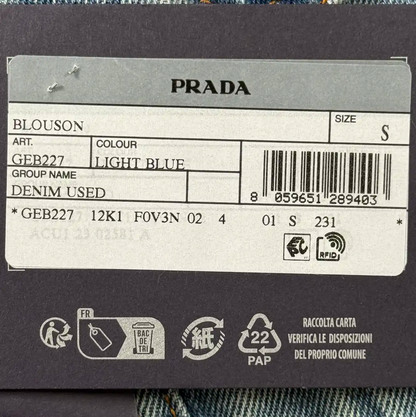 PRADA
BLOUSON
SIZE
S
ART.
GEB227
COLOUR
LIGHT BLUE
GROUP NAME
DENIM USED
8 059651 289403
* GEB227 12K1 F0V3N 02 4 01 S 231 *
RFID
FR
BAC
DE
TRI
紙
22
PAP
RACCOLTA CARTA
VERIFICA LE DISPOSIZIONI
DEL PROPRIO COMUNE